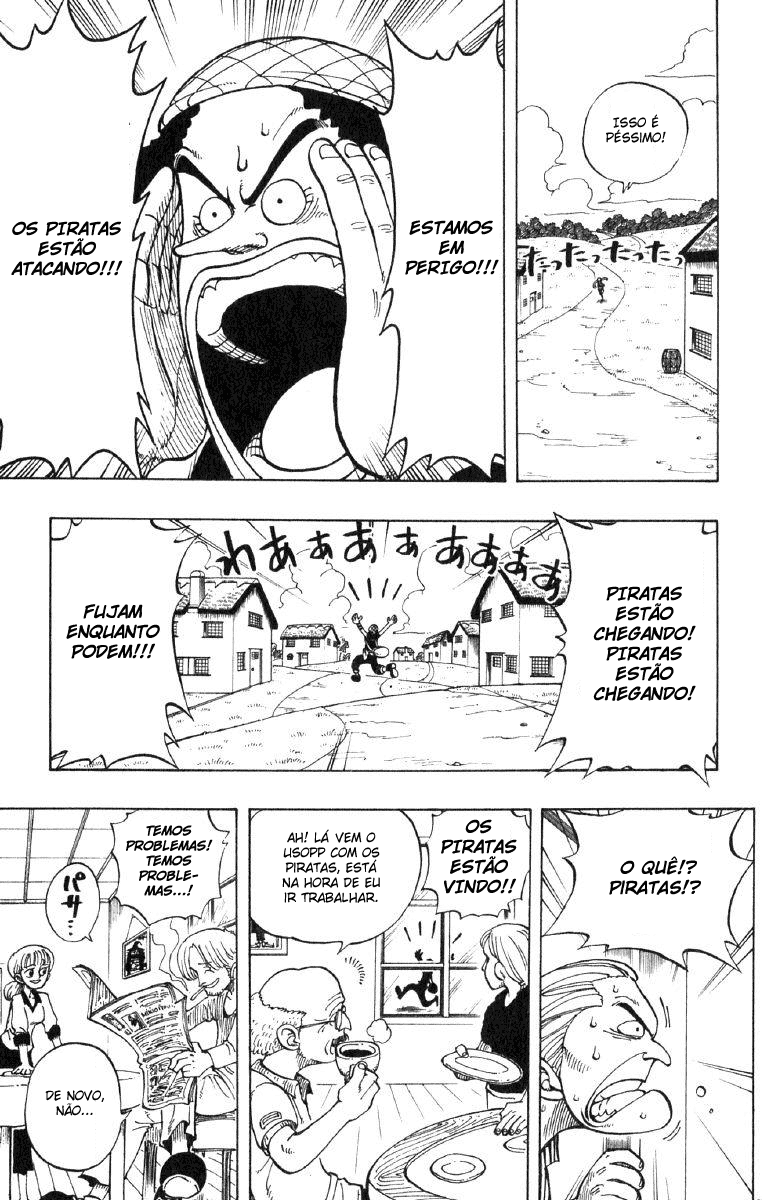 ISSO É
PÉSSIMO!
たったったったっ
ESTAMOS
EM
PERIGO!!!
OS PIRATAS
ESTÃO
ATACANDO!!!
PIRATAS
ESTÃO
CHEGANDO!
PIRATAS
ESTÃO
CHEGANDO!
わあぁあぁあぁぁあ
FUJAM
ENQUANTO
PODEM!!!
O QUÊ!?
PIRATAS!?
OS
PIRATAS
ESTÃO
VINDO!!
AH! LÁ VEM O
USOPP COM OS
PIRATAS, ESTÁ
NA HORA DE EU
IR TRABALHAR.
TEMOS
PROBLEMAS!
TEMOS
PROBLE-
MAS...!
バサ…
DE NOVO,
NÃO...